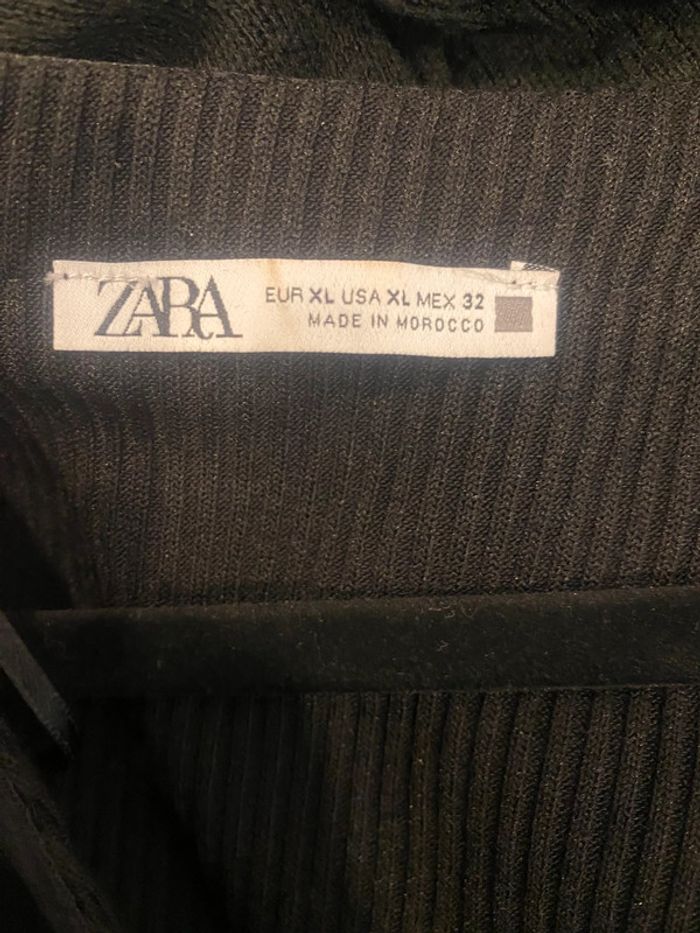 ZARA
EUR XL USA XL MEX 32
MADE IN MOROCCO